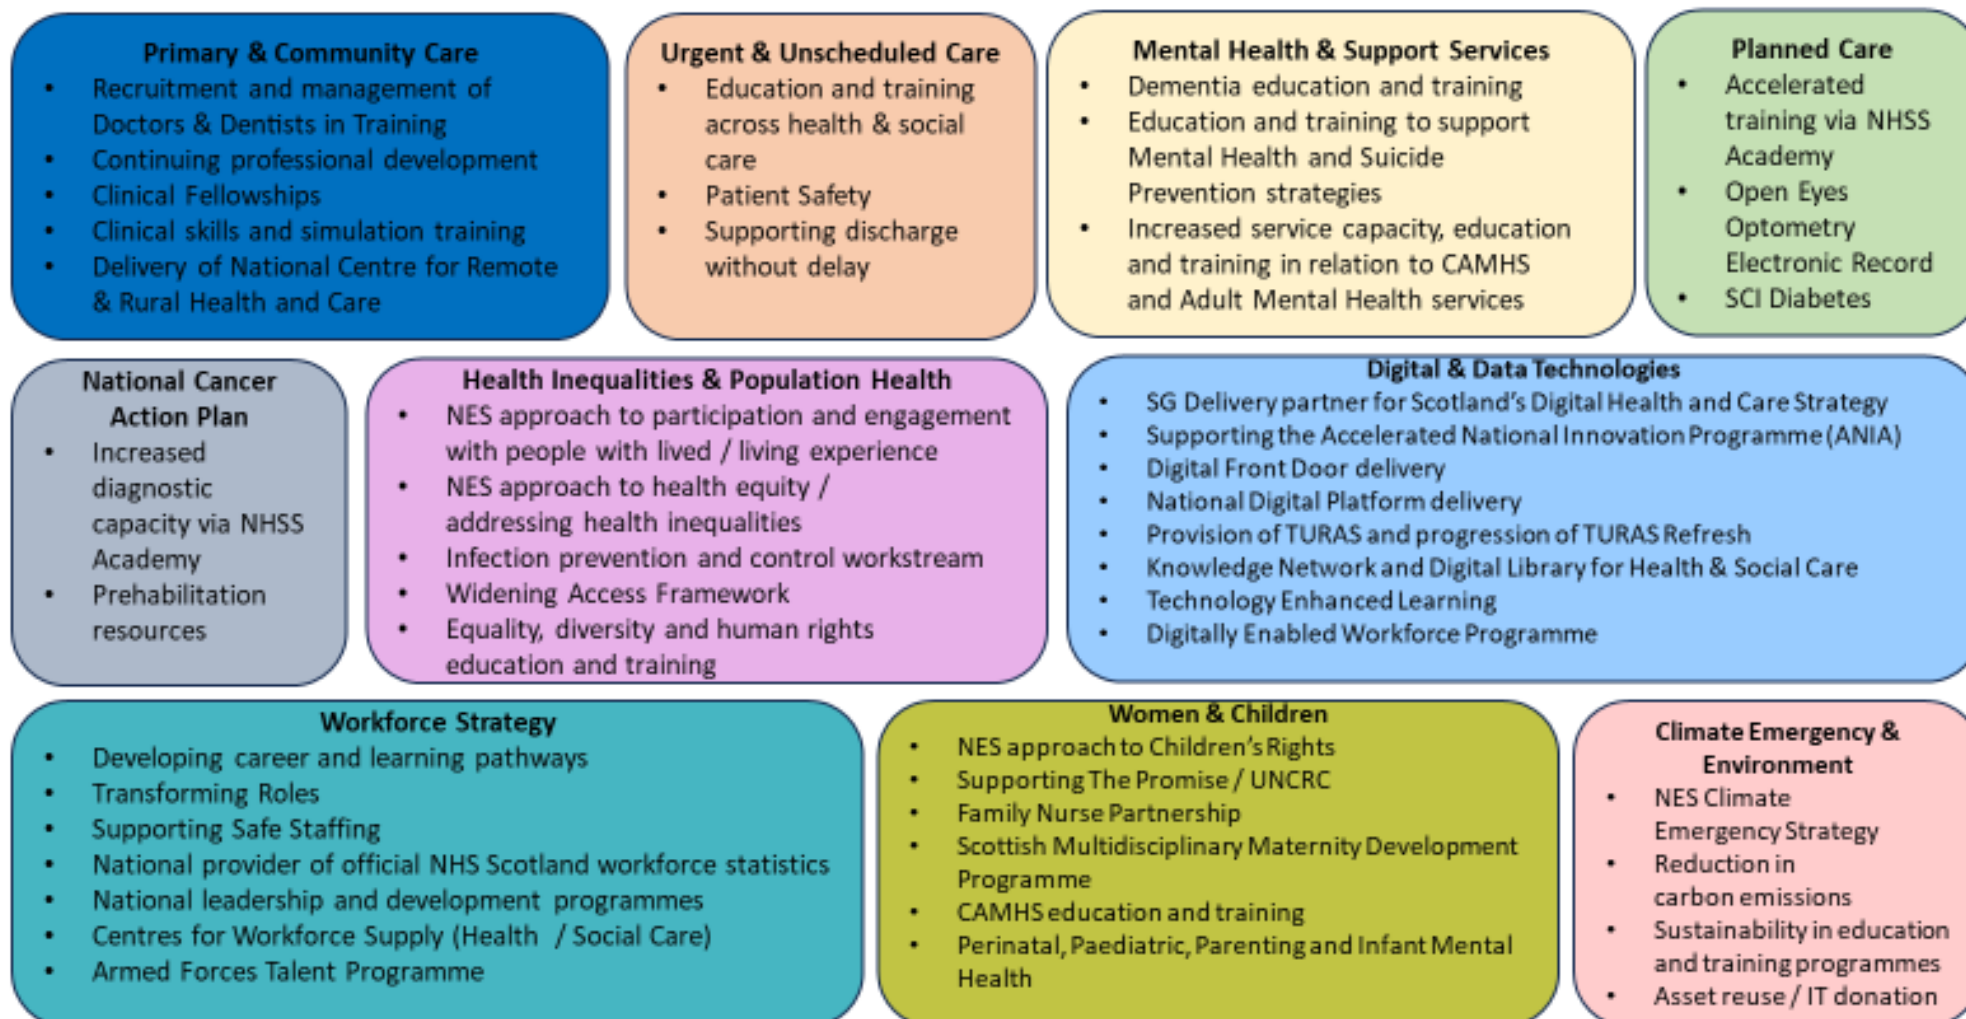 Primary & Community Care
• Recruitment and management of
Doctors & Dentists in Training
• Continuing professional development
• Clinical Fellowships
• Clinical skills and simulation training
• Delivery of National Centre for Remote
& Rural Health and Care
Urgent & Unscheduled Care
• Education and training
across health & social
care
• Patient Safety
• Supporting discharge
without delay
Mental Health & Support Services
• Dementia education and training
• Education and training to support
Mental Health and Suicide
Prevention strategies
• Increased service capacity, education
and training in relation to CAMHS
and Adult Mental Health services
Planned Care
• Accelerated
training via NHSS
Academy
• Open Eyes
Optometry
Electronic Record
• SCI Diabetes
National Cancer
Action Plan
• Increased
diagnostic
capacity via NHSS
Academy
• Prehabilitation
resources
Health Inequalities & Population Health
• NES approach to participation and engagement
with people with lived / living experience
• NES approach to health equity /
addressing health inequalities
• Infection prevention and control workstream
• Widening Access Framework
• Equality, diversity and human rights
education and training
Digital & Data Technologies
• SG Delivery partner for Scotland's Digital Health and Care Strategy
• Supporting the Accelerated National Innovation Programme (ANIA)
• Digital Front Door delivery
• National Digital Platform delivery
• Provision of TURAS and progression of TURAS Refresh
• Knowledge Network and Digital Library for Health & Social Care
• Technology Enhanced Learning
• Digitally Enabled Workforce Programme
Workforce Strategy
• Developing career and learning pathways
• Transforming Roles
• Supporting Safe Staffing
• National provider of official NHS Scotland workforce statistics
• National leadership and development programmes
• Centres for Workforce Supply (Health / Social Care)
• Armed Forces Talent Programme
Women & Children
• NES approach to Children's Rights
• Supporting The Promise / UNCRC
• Family Nurse Partnership
• Scottish Multidisciplinary Maternity Development
Programme
• CAMHS education and training
• Perinatal, Paediatric, Parenting and Infant Mental
Health
Climate Emergency &
Environment
• NES Climate
Emergency Strategy
• Reduction in
carbon emissions
• Sustainability in education
and training programmes
• Asset reuse / IT donation